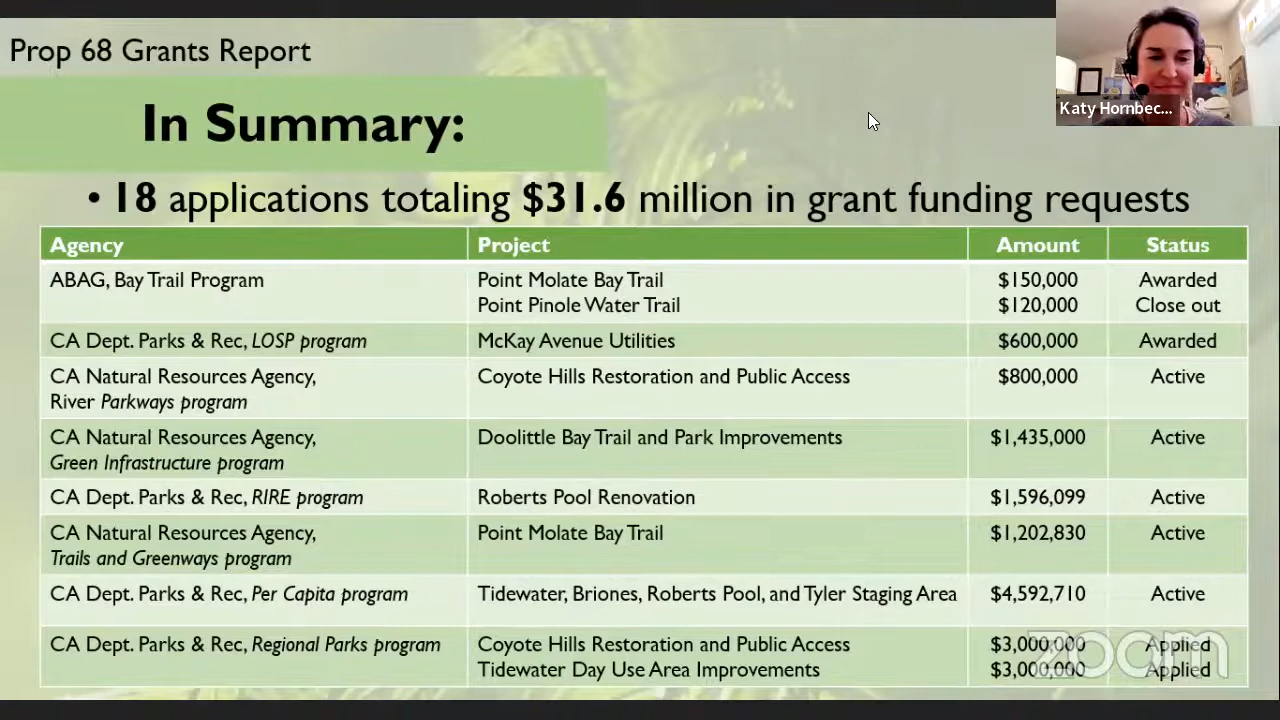 Prop 68 Grants Report
In Summary:
Katy Hornbec...
• 18 applications totaling $31.6 million in grant funding requests
Agency Project Amount Status
ABAG, Bay Trail Program Point Molate Bay Trail $150,000 Awarded
Point Pinole Water Trail $120,000 Close out
CA Dept. Parks & Rec, LOSP program McKay Avenue Utilities $600,000 Awarded
CA Natural Resources Agency, Coyote Hills Restoration and Public Access $800,000 Active
River Parkways program
CA Natural Resources Agency, Doolittle Bay Trail and Park Improvements $1,435,000 Active
Green Infrastructure program
CA Dept. Parks & Rec, RIRE program Roberts Pool Renovation $1,596,099 Active
CA Natural Resources Agency, Point Molate Bay Trail $1,202,830 Active
Trails and Greenways program
CA Dept. Parks & Rec, Per Capita program Tidewater, Briones, Roberts Pool, and Tyler Staging Area $4,592,710 Active
CA Dept. Parks & Rec, Regional Parks program Coyote Hills Restoration and Public Access $3,000,000 Applied
Tidewater Day Use Area Improvements $3,000,000 Applied
zoom